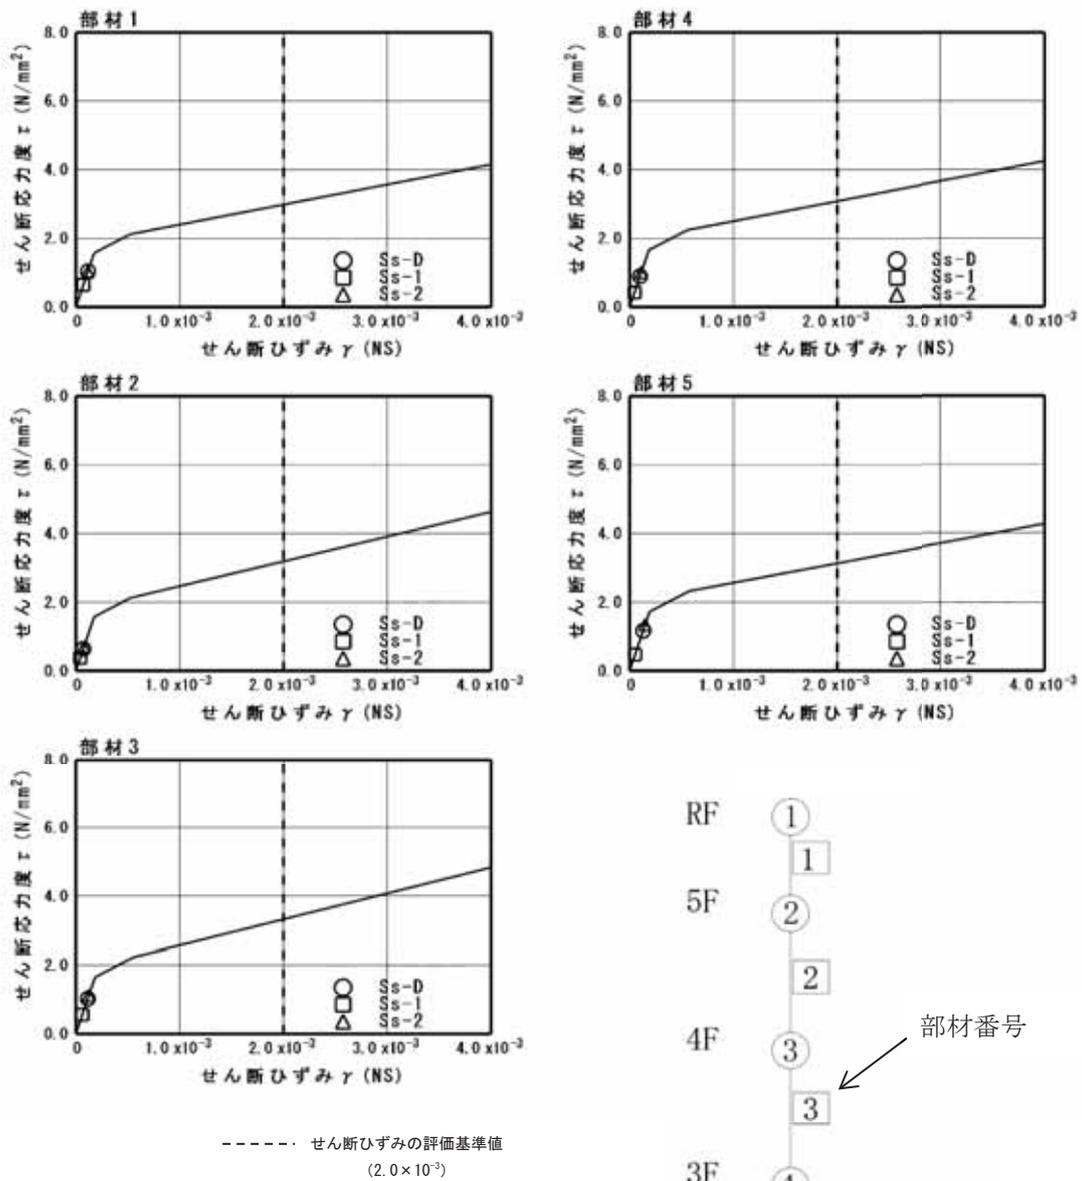 部材1
せん断応力度 τ (N/mm²)
8.0
6.0
4.0
2.0
0.0
Ss-D
Ss-1
Ss-2
0 1.0x10⁻³ 2.0x10⁻³ 3.0x10⁻³ 4.0x10⁻³
せん断ひずみ γ (NS)
部材4
せん断応力度 τ (N/mm²)
8.0
6.0
4.0
2.0
0.0
Ss-D
Ss-1
Ss-2
0 1.0x10⁻³ 2.0x10⁻³ 3.0x10⁻³ 4.0x10⁻³
せん断ひずみ γ (NS)
部材2
せん断応力度 τ (N/mm²)
8.0
6.0
4.0
2.0
0.0
Ss-D
Ss-1
Ss-2
0 1.0x10⁻³ 2.0x10⁻³ 3.0x10⁻³ 4.0x10⁻³
せん断ひずみ γ (NS)
部材5
せん断応力度 τ (N/mm²)
8.0
6.0
4.0
2.0
0.0
Ss-D
Ss-1
Ss-2
0 1.0x10⁻³ 2.0x10⁻³ 3.0x10⁻³ 4.0x10⁻³
せん断ひずみ γ (NS)
部材3
せん断応力度 τ (N/mm²)
8.0
6.0
4.0
2.0
0.0
Ss-D
Ss-1
Ss-2
0 1.0x10⁻³ 2.0x10⁻³ 3.0x10⁻³ 4.0x10⁻³
せん断ひずみ γ (NS)
せん断ひずみの評価基準値
(2.0×10⁻³)
RF 1
1
5F 2
2
部材番号
4F 3
3
3F 4